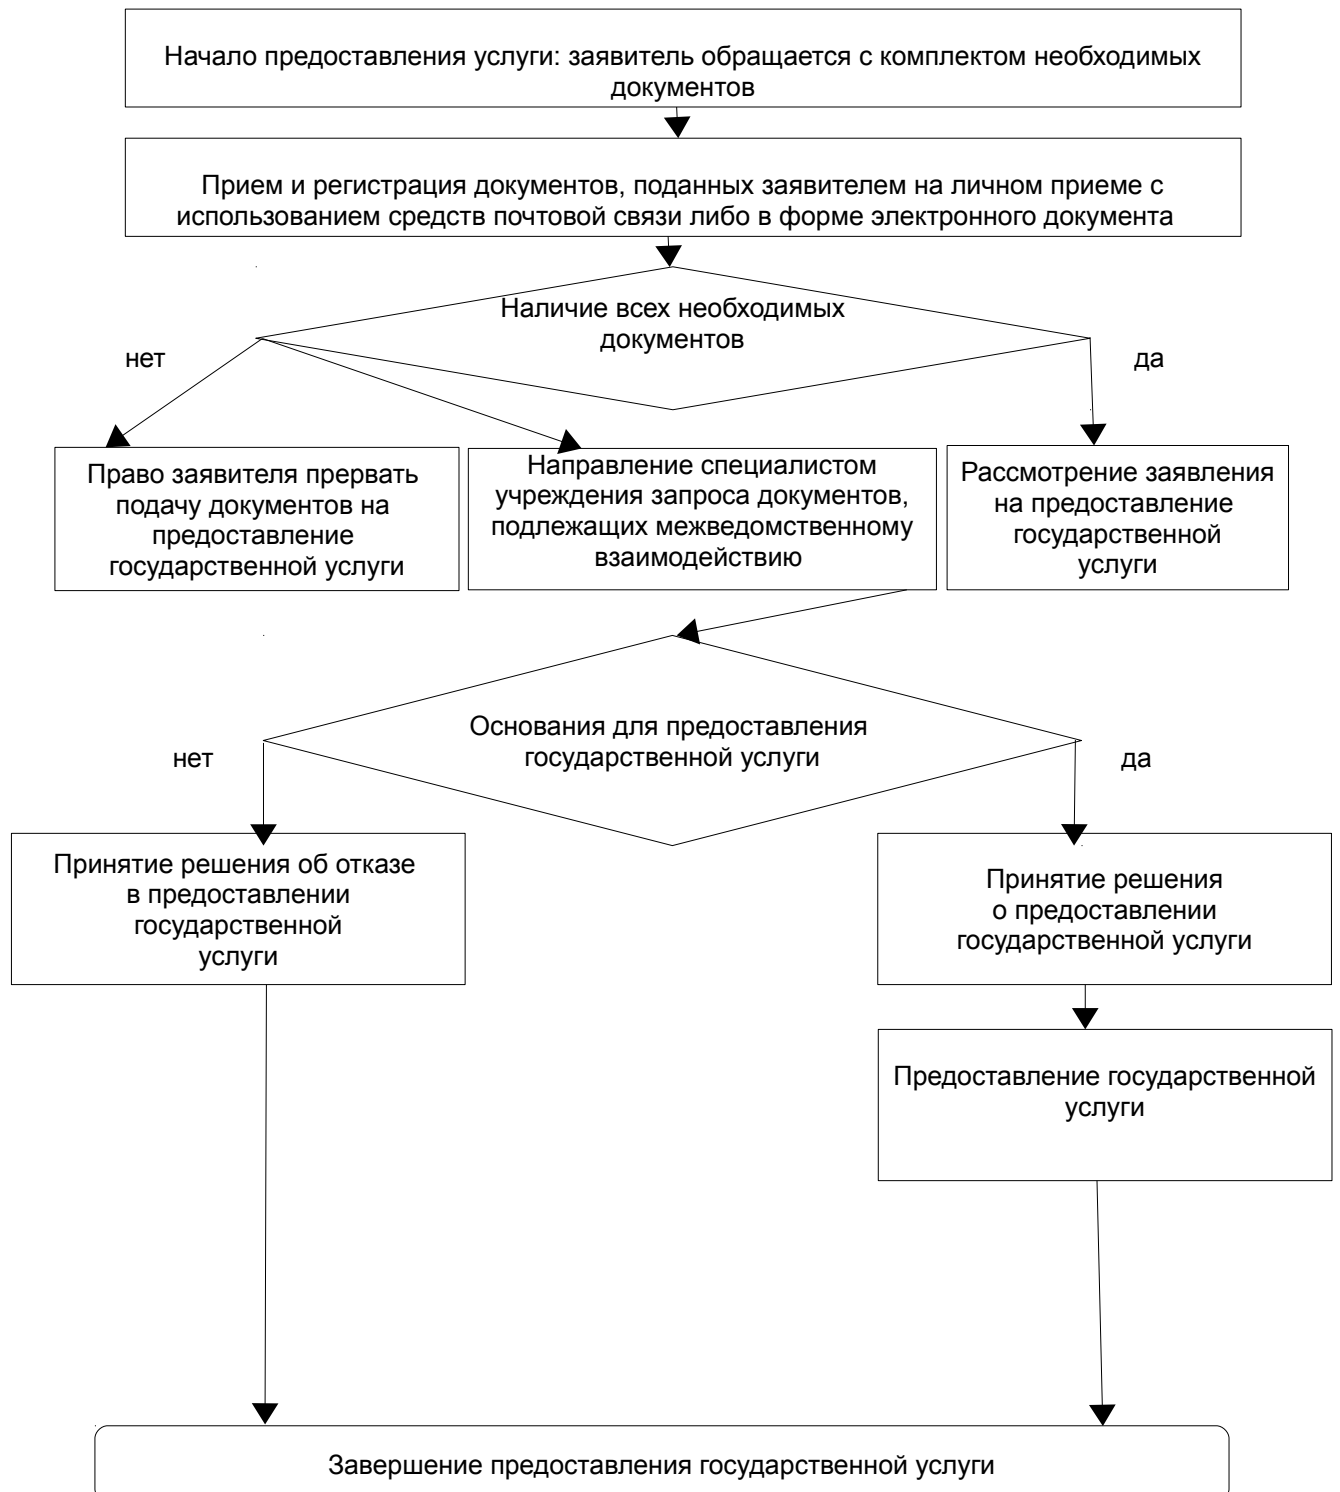 Начало предоставления услуги: заявитель обращается с комплектом необходимых
документов
Прием и регистрация документов, поданных заявителем на личном приеме с
использованием средств почтовой связи либо в форме электронного документа
Наличие всех необходимых
документов
нет
да
Право заявителя прервать
подачу документов на
предоставление
государственной услуги
Направление специалистом
учреждения запроса документов,
подлежащих межведомственному
взаимодействию
Рассмотрение заявления
на предоставление
государственной
услуги
Основания для предоставления
государственной услуги
нет
да
Принятие решения об отказе
в предоставлении
государственной
услуги
Принятие решения
о предоставлении
государственной услуги
Предоставление государственной
услуги
Завершение предоставления государственной услуги